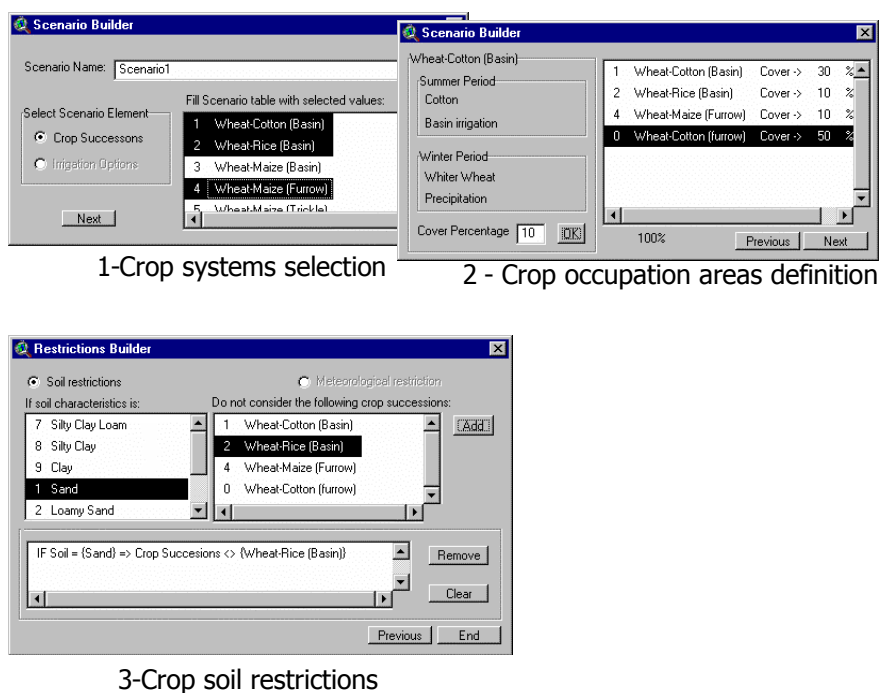 Scenario Builder
Scenario Name: Scenario1
Select Scenario Element
Crop Successons
Irrigation Options
Next
Fill Scenario table with selected values:
1 Wheat-Cotton (Basin)
2 Wheat-Rice (Basin)
3 Wheat-Maize (Basin)
4 Wheat-Maize (Furrow)
5 Wheat-Maize (Trickle)
1-Crop systems selection
Scenario Builder
Wheat-Cotton (Basin)
Summer Period
Cotton
Basin irrigation
Winter Period
Whiter Wheat
Precipitation
Cover Percentage 10 OK
1 Wheat-Cotton (Basin) Cover -> 30 %
2 Wheat-Rice (Basin) Cover -> 10 %
4 Wheat-Maize (Furrow) Cover -> 10 %
0 Wheat-Cotton (furrow) Cover -> 50 %
100% Previous Next
2 - Crop occupation areas definition
Restrictions Builder
Soil restrictions
Meteorological restriction
If soil characteristics is:
7 Silty Clay Loam
8 Silty Clay
9 Clay
1 Sand
2 Loamy Sand
Do not consider the following crop successions:
1 Wheat-Cotton (Basin)
2 Wheat-Rice (Basin)
4 Wheat-Maize (Furrow)
0 Wheat-Cotton (furrow)
Add
IF Soil = {Sand} => Crop Succesions <> {Wheat-Rice (Basin)}
Remove
Clear
Previous End
3-Crop soil restrictions